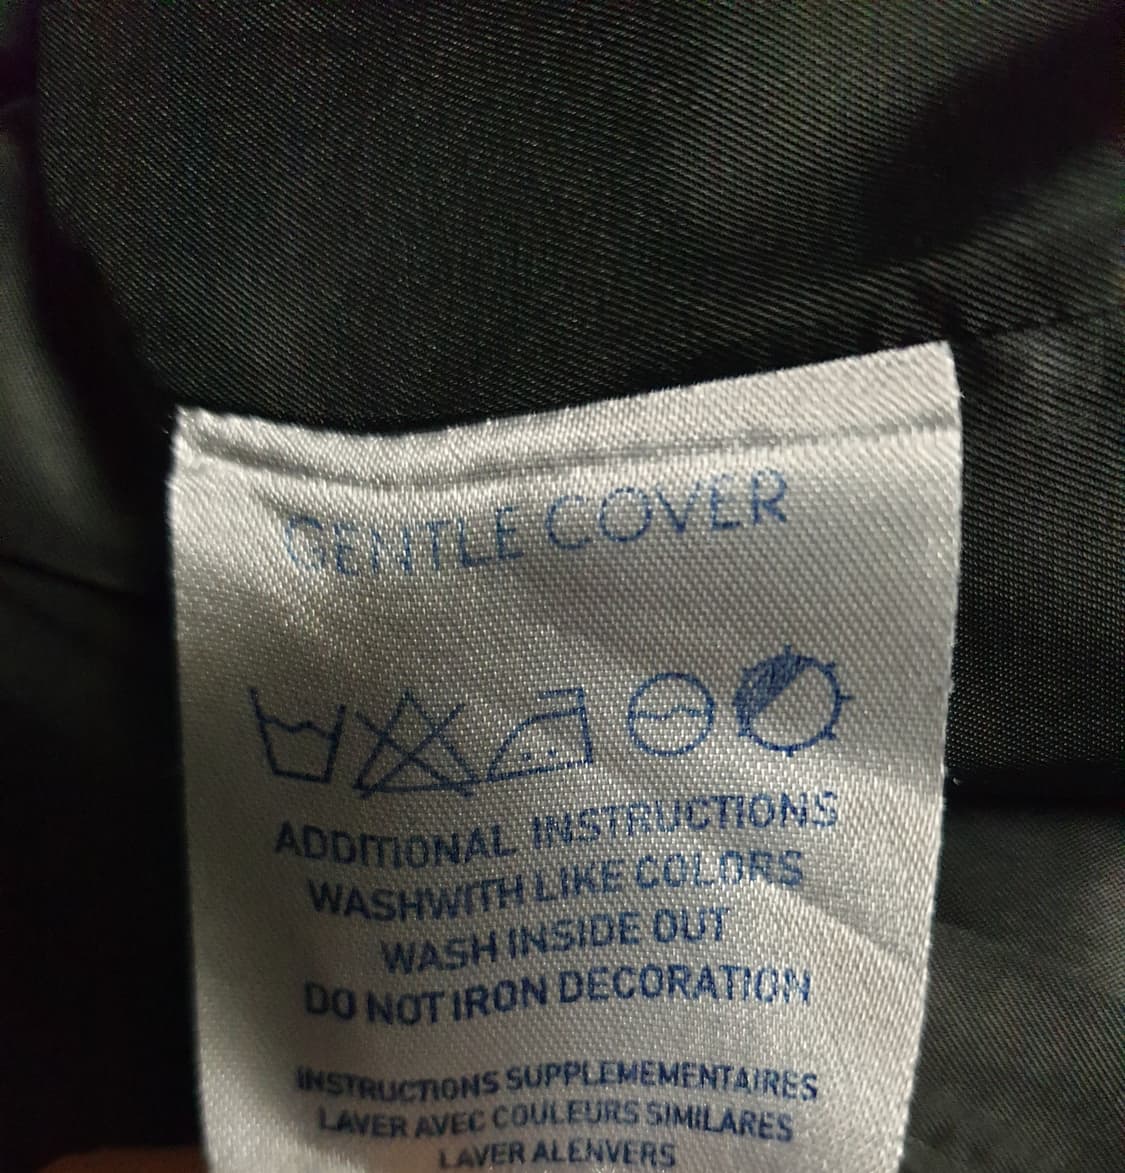 GENTLE COVER
ADDITIONAL INSTRUCTIONS
WASHWITH LIKE COLORS
WASH INSIDE OUT
DO NOT IRON DECORATION
INSTRUCTIONS SUPPLEMEMENTAIRES
LAVER AVEC COULEURS SIMILARES
LAVER ALENVERS